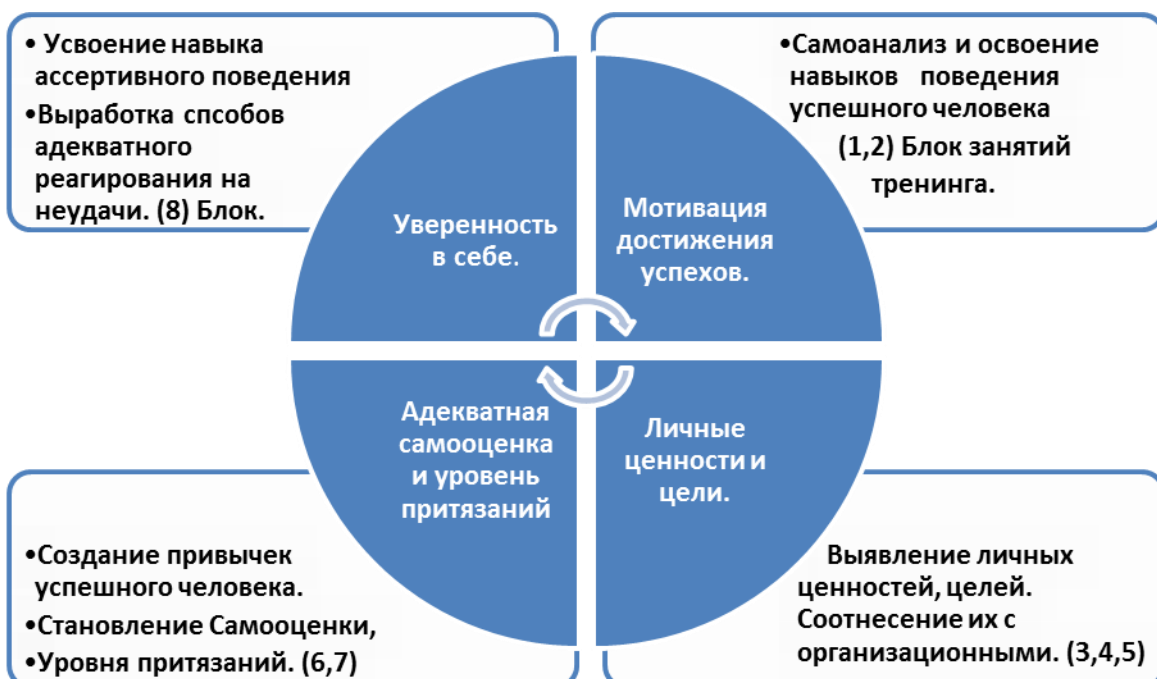 • Усвоение навыка
ассертивного поведения
•Выработка спсобов
адекватного
реагирования на
неудачи. (8) Блок.
•Самоанализ и освоение
навыков поведения
успешного человека
(1,2) Блок занятий
тренинга.
Уверенность
в себе.
Мотивация
достижения
успехов.
Адекватная
самооценка
и уровень
притязаний
Личные
ценности и
цели.
•Создание привычек
успешного человека.
•Становление Самооценки,
•Уровня притязаний. (6,7)
Выявление личных
ценностей, целей.
Соотнесение их с
организационными. (3,4,5)